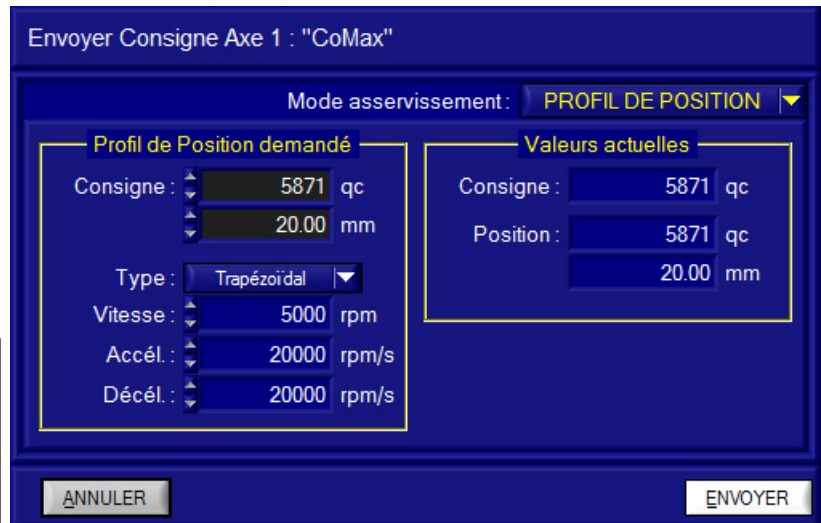 Envoyer Consigne Axe 1 : "CoMax"
Mode asservissement : PROFIL DE POSITION
Profil de Position demandé
Consigne : 5871 qc
20.00 mm
Type : Trapézoïdal
Vitesse : 5000 rpm
Accél. : 20000 rpm/s
Décél. : 20000 rpm/s
Valeurs actuelles
Consigne : 5871 qc
Position : 5871 qc
20.00 mm
ANNULER
ENVOYER